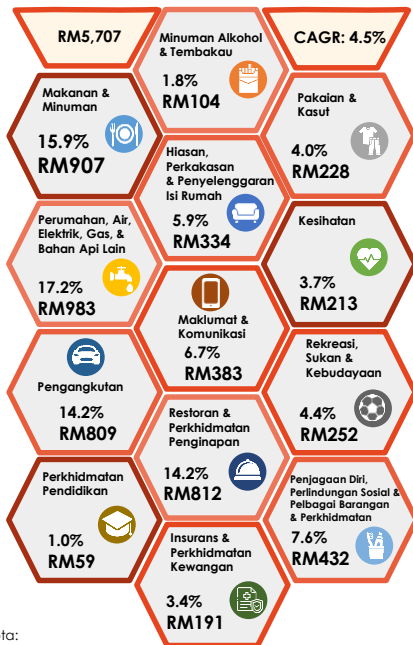 RM5,707
Minuman Alkohol
& Tembakau
1.8%
RM104
CAGR: 4.5%
Makanan &
Minuman
15.9%
RM907
Hiasan,
Perkakasan
& Penyelenggaran
Isi Rumah
5.9%
RM334
Pakaian &
Kasut
4.0%
RM228
Perumahan, Air,
Elektrik, Gas, &
Bahan Api Lain
17.2%
RM983
Maklumat &
Komunikasi
6.7%
RM383
Kesihatan
3.7%
RM213
Pengangkutan
14.2%
RM809
Restoran &
Perkhidmatan
Penginapan
14.2%
RM812
Rekreasi,
Sukan &
Kebudayaan
4.4%
RM252
Perkhidmatan
Pendidikan
1.0%
RM59
Insurans &
Perkhidmatan
Kewangan
3.4%
RM191
Penjagaan Diri,
Perlindungan Sosial &
Pelbagai Barangan
& Perkhidmatan
7.6%
RM432